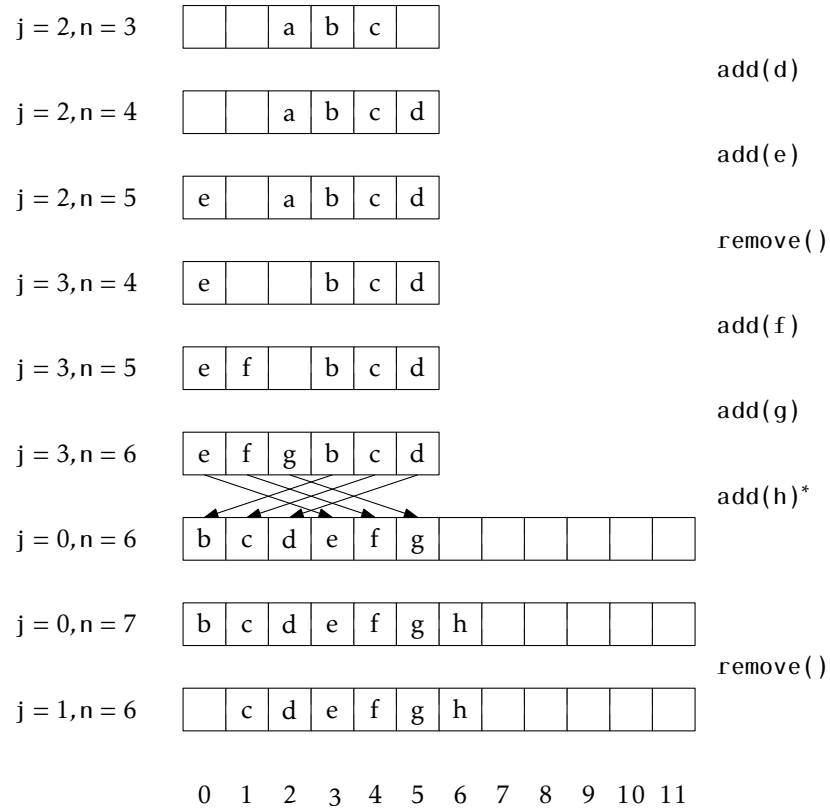 j = 2, n = 3 a b c
add(d)
j = 2, n = 4 a b c d
add(e)
j = 2, n = 5 e a b c d
remove()
j = 3, n = 4 e b c d
add(f)
j = 3, n = 5 e f b c d
add(g)
j = 3, n = 6 e f g b c d
add(h)*
j = 0, n = 6 b c d e f g
j = 0, n = 7 b c d e f g h
remove()
j = 1, n = 6 c d e f g h
0 1 2 3 4 5 6 7 8 9 10 11